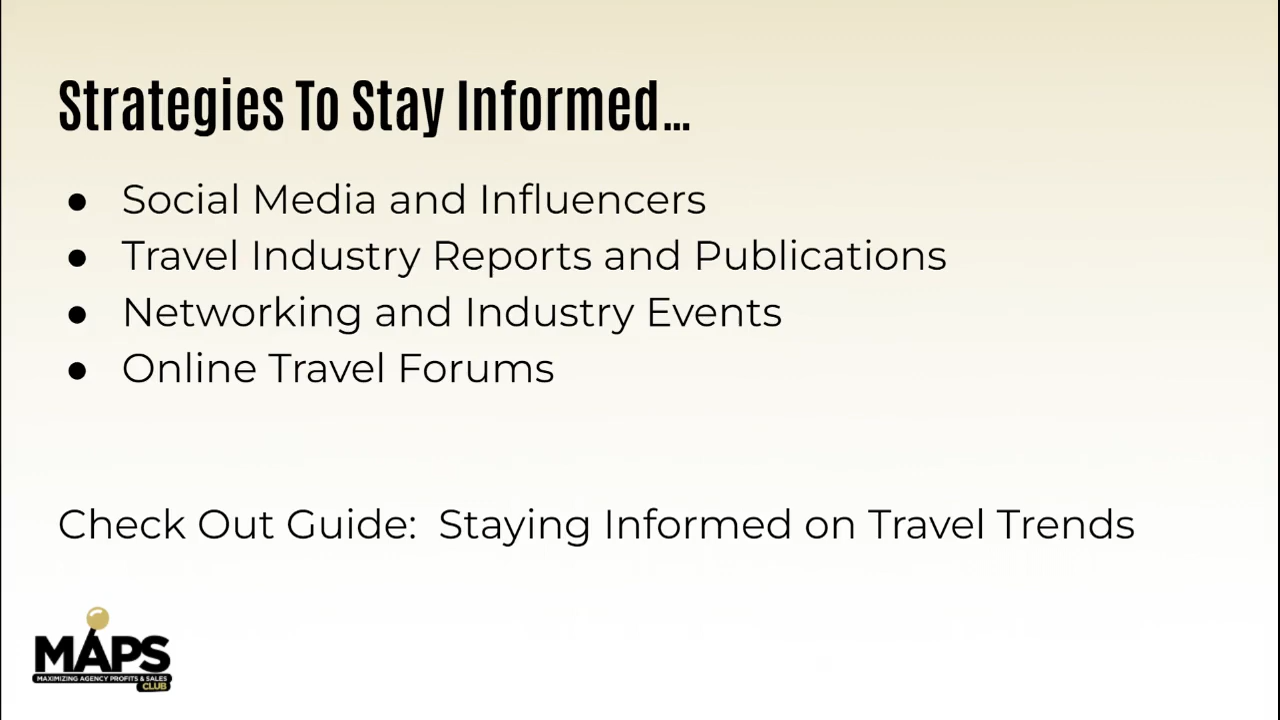 Strategies To Stay Informed...
● Social Media and Influencers
● Travel Industry Reports and Publications
● Networking and Industry Events
● Online Travel Forums
Check Out Guide:  Staying Informed on Travel Trends
MAPS
MAXIMIZING AGENCY PROFITS & SALES
CLUB